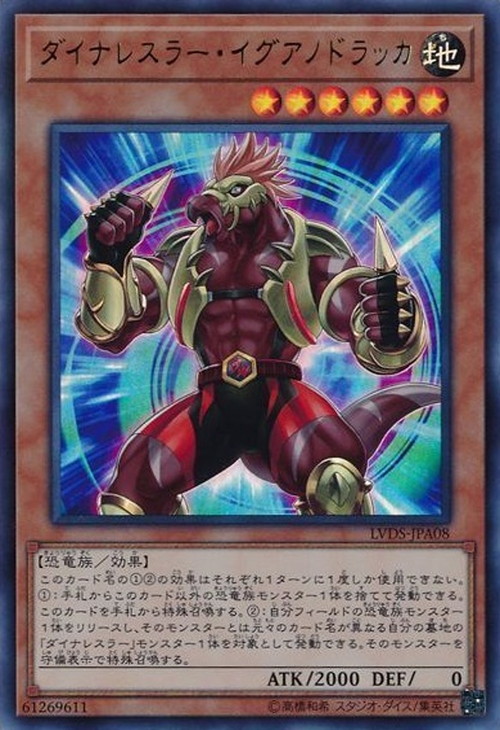 ダイナレスラー・イグアノドラッカ
地
LVDS-JPA08
【恐竜族/効果】
このカード名の①②の効果はそれぞれ1ターンに1度しか使用できない。
①:手札からこのカード以外の恐竜族モンスター1体を捨てて発動できる。
このカードを手札から特殊召喚する。②:自分フィールドの恐竜族モンスター
1体をリリースし、そのモンスターとは元々のカード名が異なる自分の墓地の
「ダイナレスラー」モンスター1体を対象として発動できる。そのモンスターを
守備表示で特殊召喚する。
ATK/2000 DEF/ 0
61269611
©高橋和希 スタジオ・ダイス/集英社